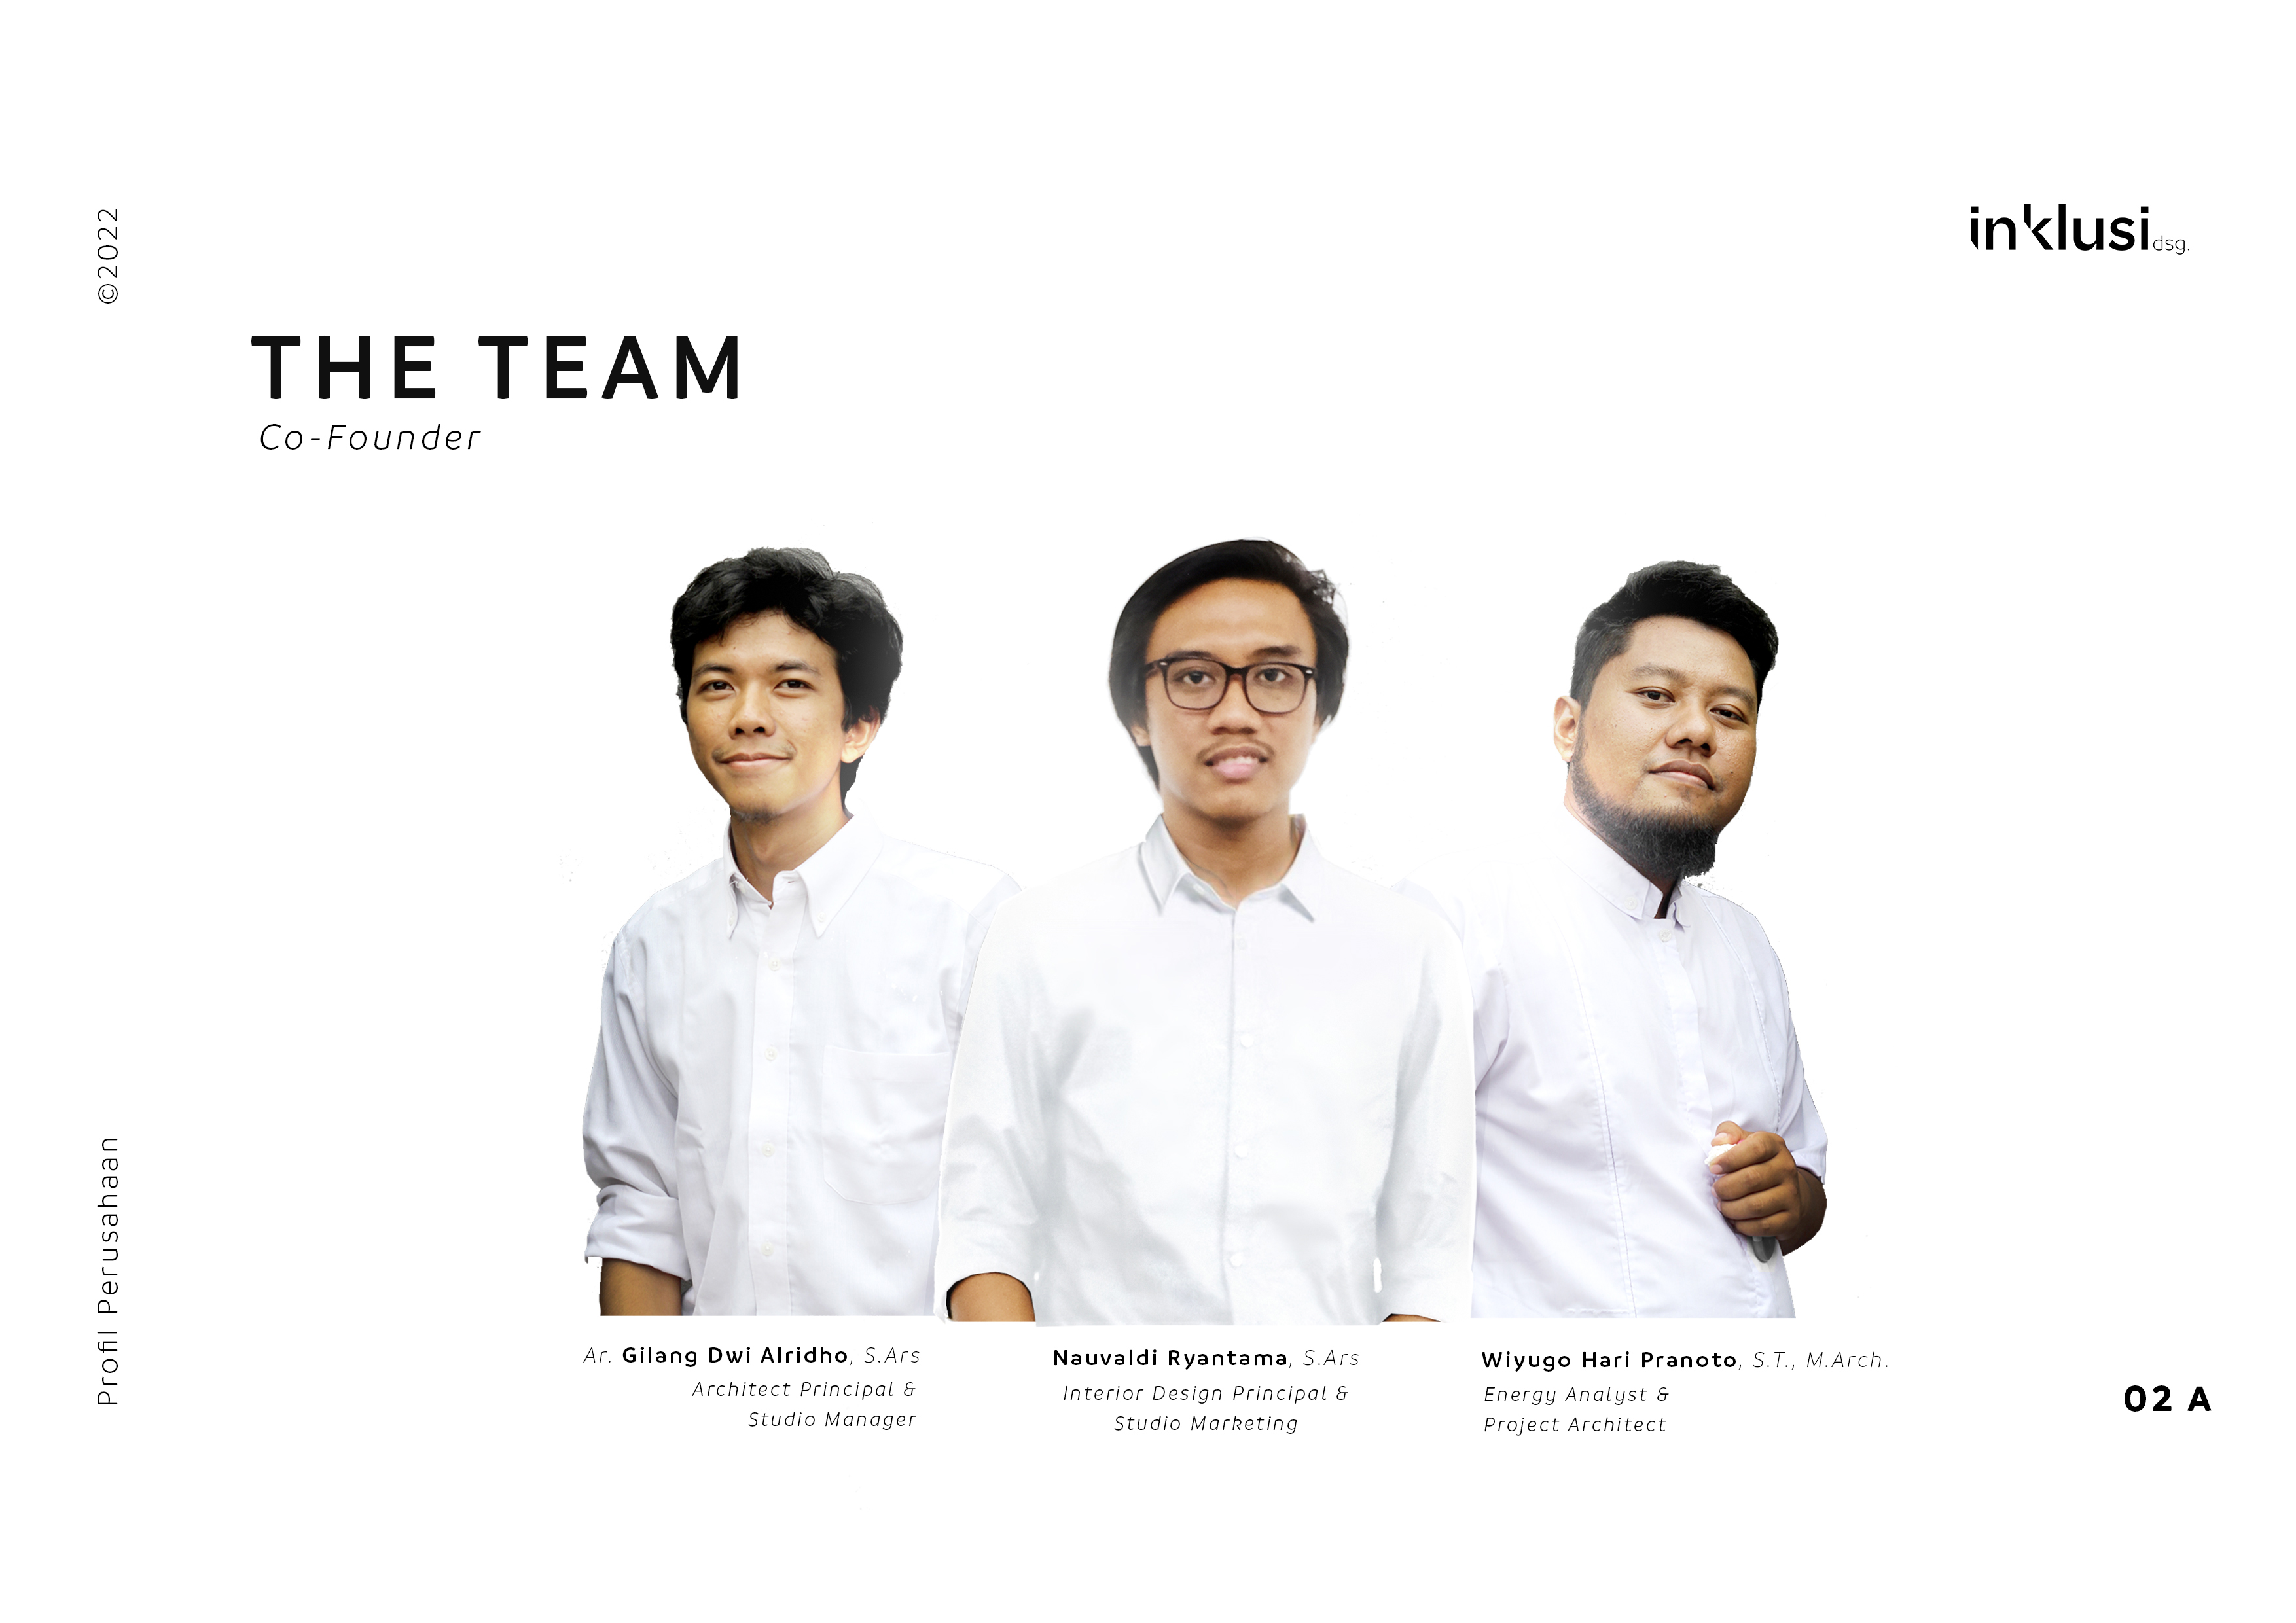 ©2022
inklusi dsg.
THE TEAM
Co-Founder
Ar. Gilang Dwi Alridho, S.Ars
Architect Principal &
Studio Manager
Nauvaldi Ryantama, S.Ars
Interior Design Principal &
Studio Marketing
Wiyugo Hari Pranoto, S.T., M.Arch.
Energy Analyst &
Project Architect
Profil Perusahaan
02 A